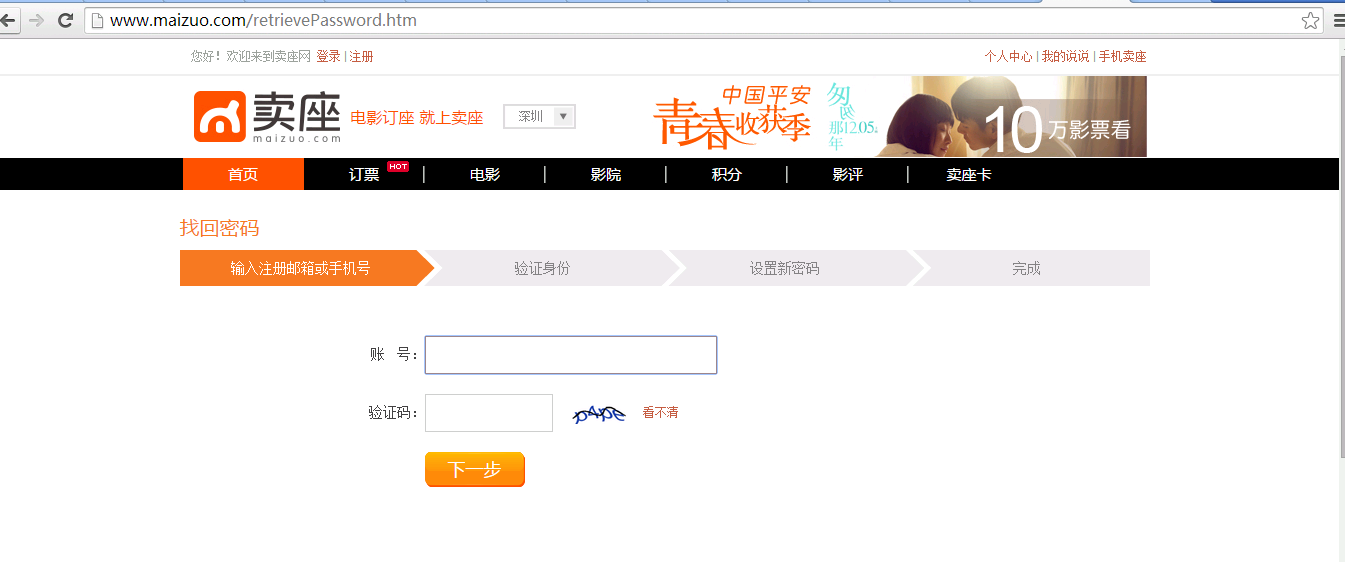 www.maizuo.com/retrievePassword.htm
您好！欢迎来到卖座网 登录 | 注册
个人中心 | 我的说说 | 手机卖座
卖座
maizuo.com
电影订座 就上卖座
深圳
中国平安
青春收获季
匆匆
那12.05.
年
10万影票看
首页 订票 HOT 电影 影院 积分 影评 卖座卡
找回密码
输入注册邮箱或手机号 验证身份 设置新密码 完成
账 号：
验证码： 看不清
下一步